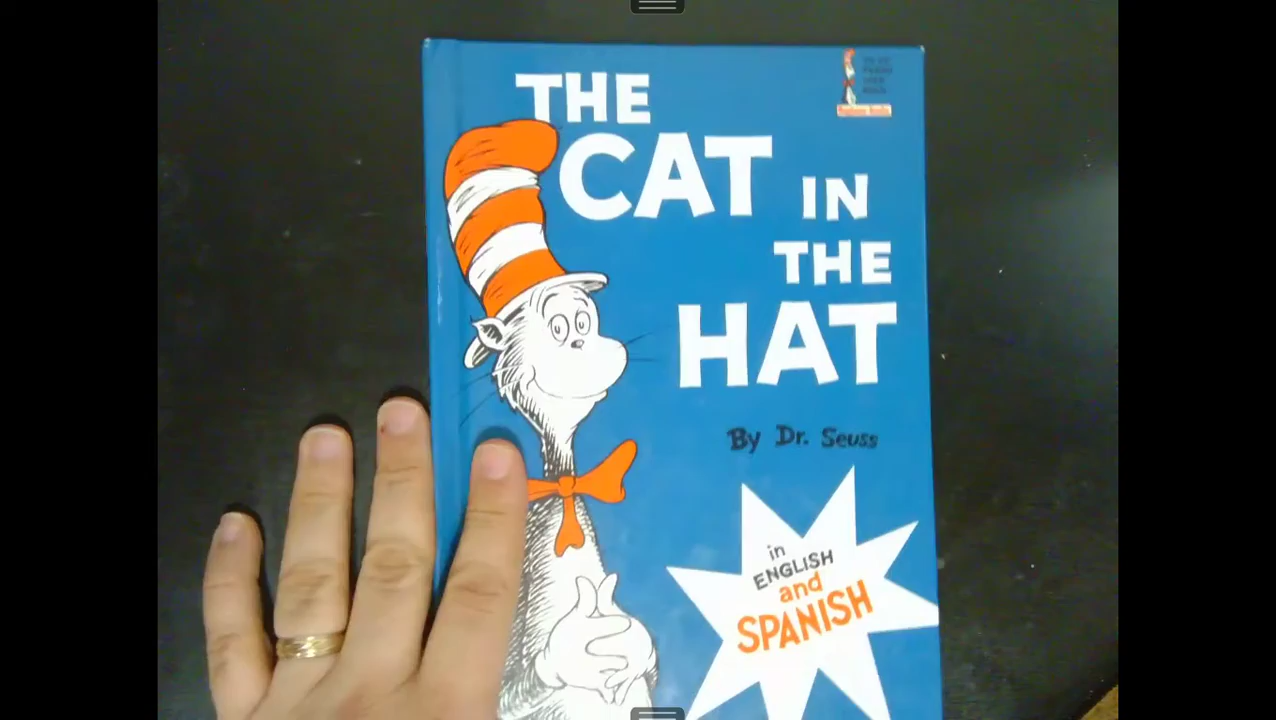 THE
CAT
IN
THE
HAT
By Dr. Seuss
in
ENGLISH
and
SPANISH